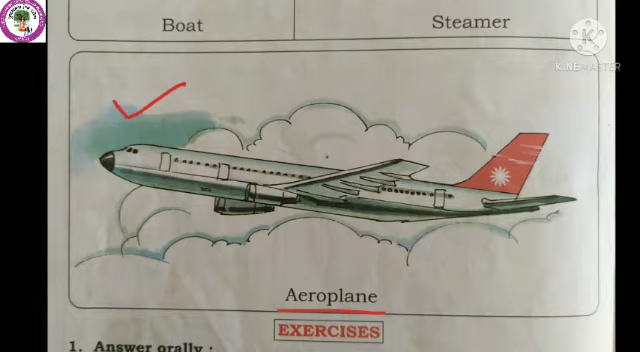 Boat
Steamer
KINEMASTER
Aeroplane
EXERCISES
1. Answer orally :